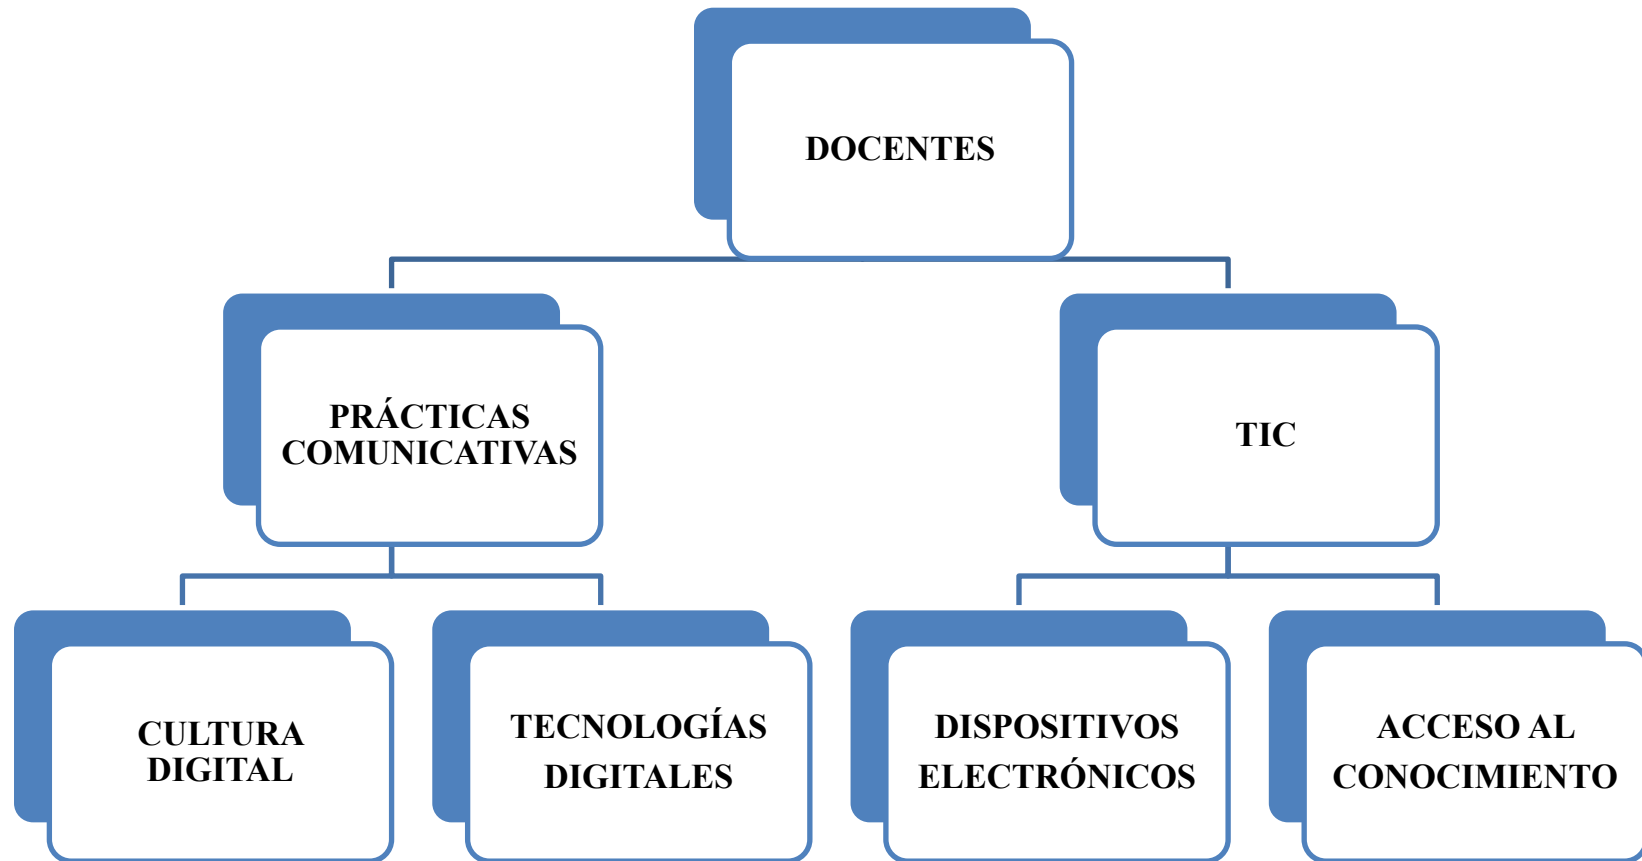 DOCENTES
PRÁCTICAS
COMUNICATIVAS
TIC
CULTURA
DIGITAL
TECNOLOGÍAS
DIGITALES
DISPOSITIVOS
ELECTRÓNICOS
ACCESO AL
CONOCIMIENTO